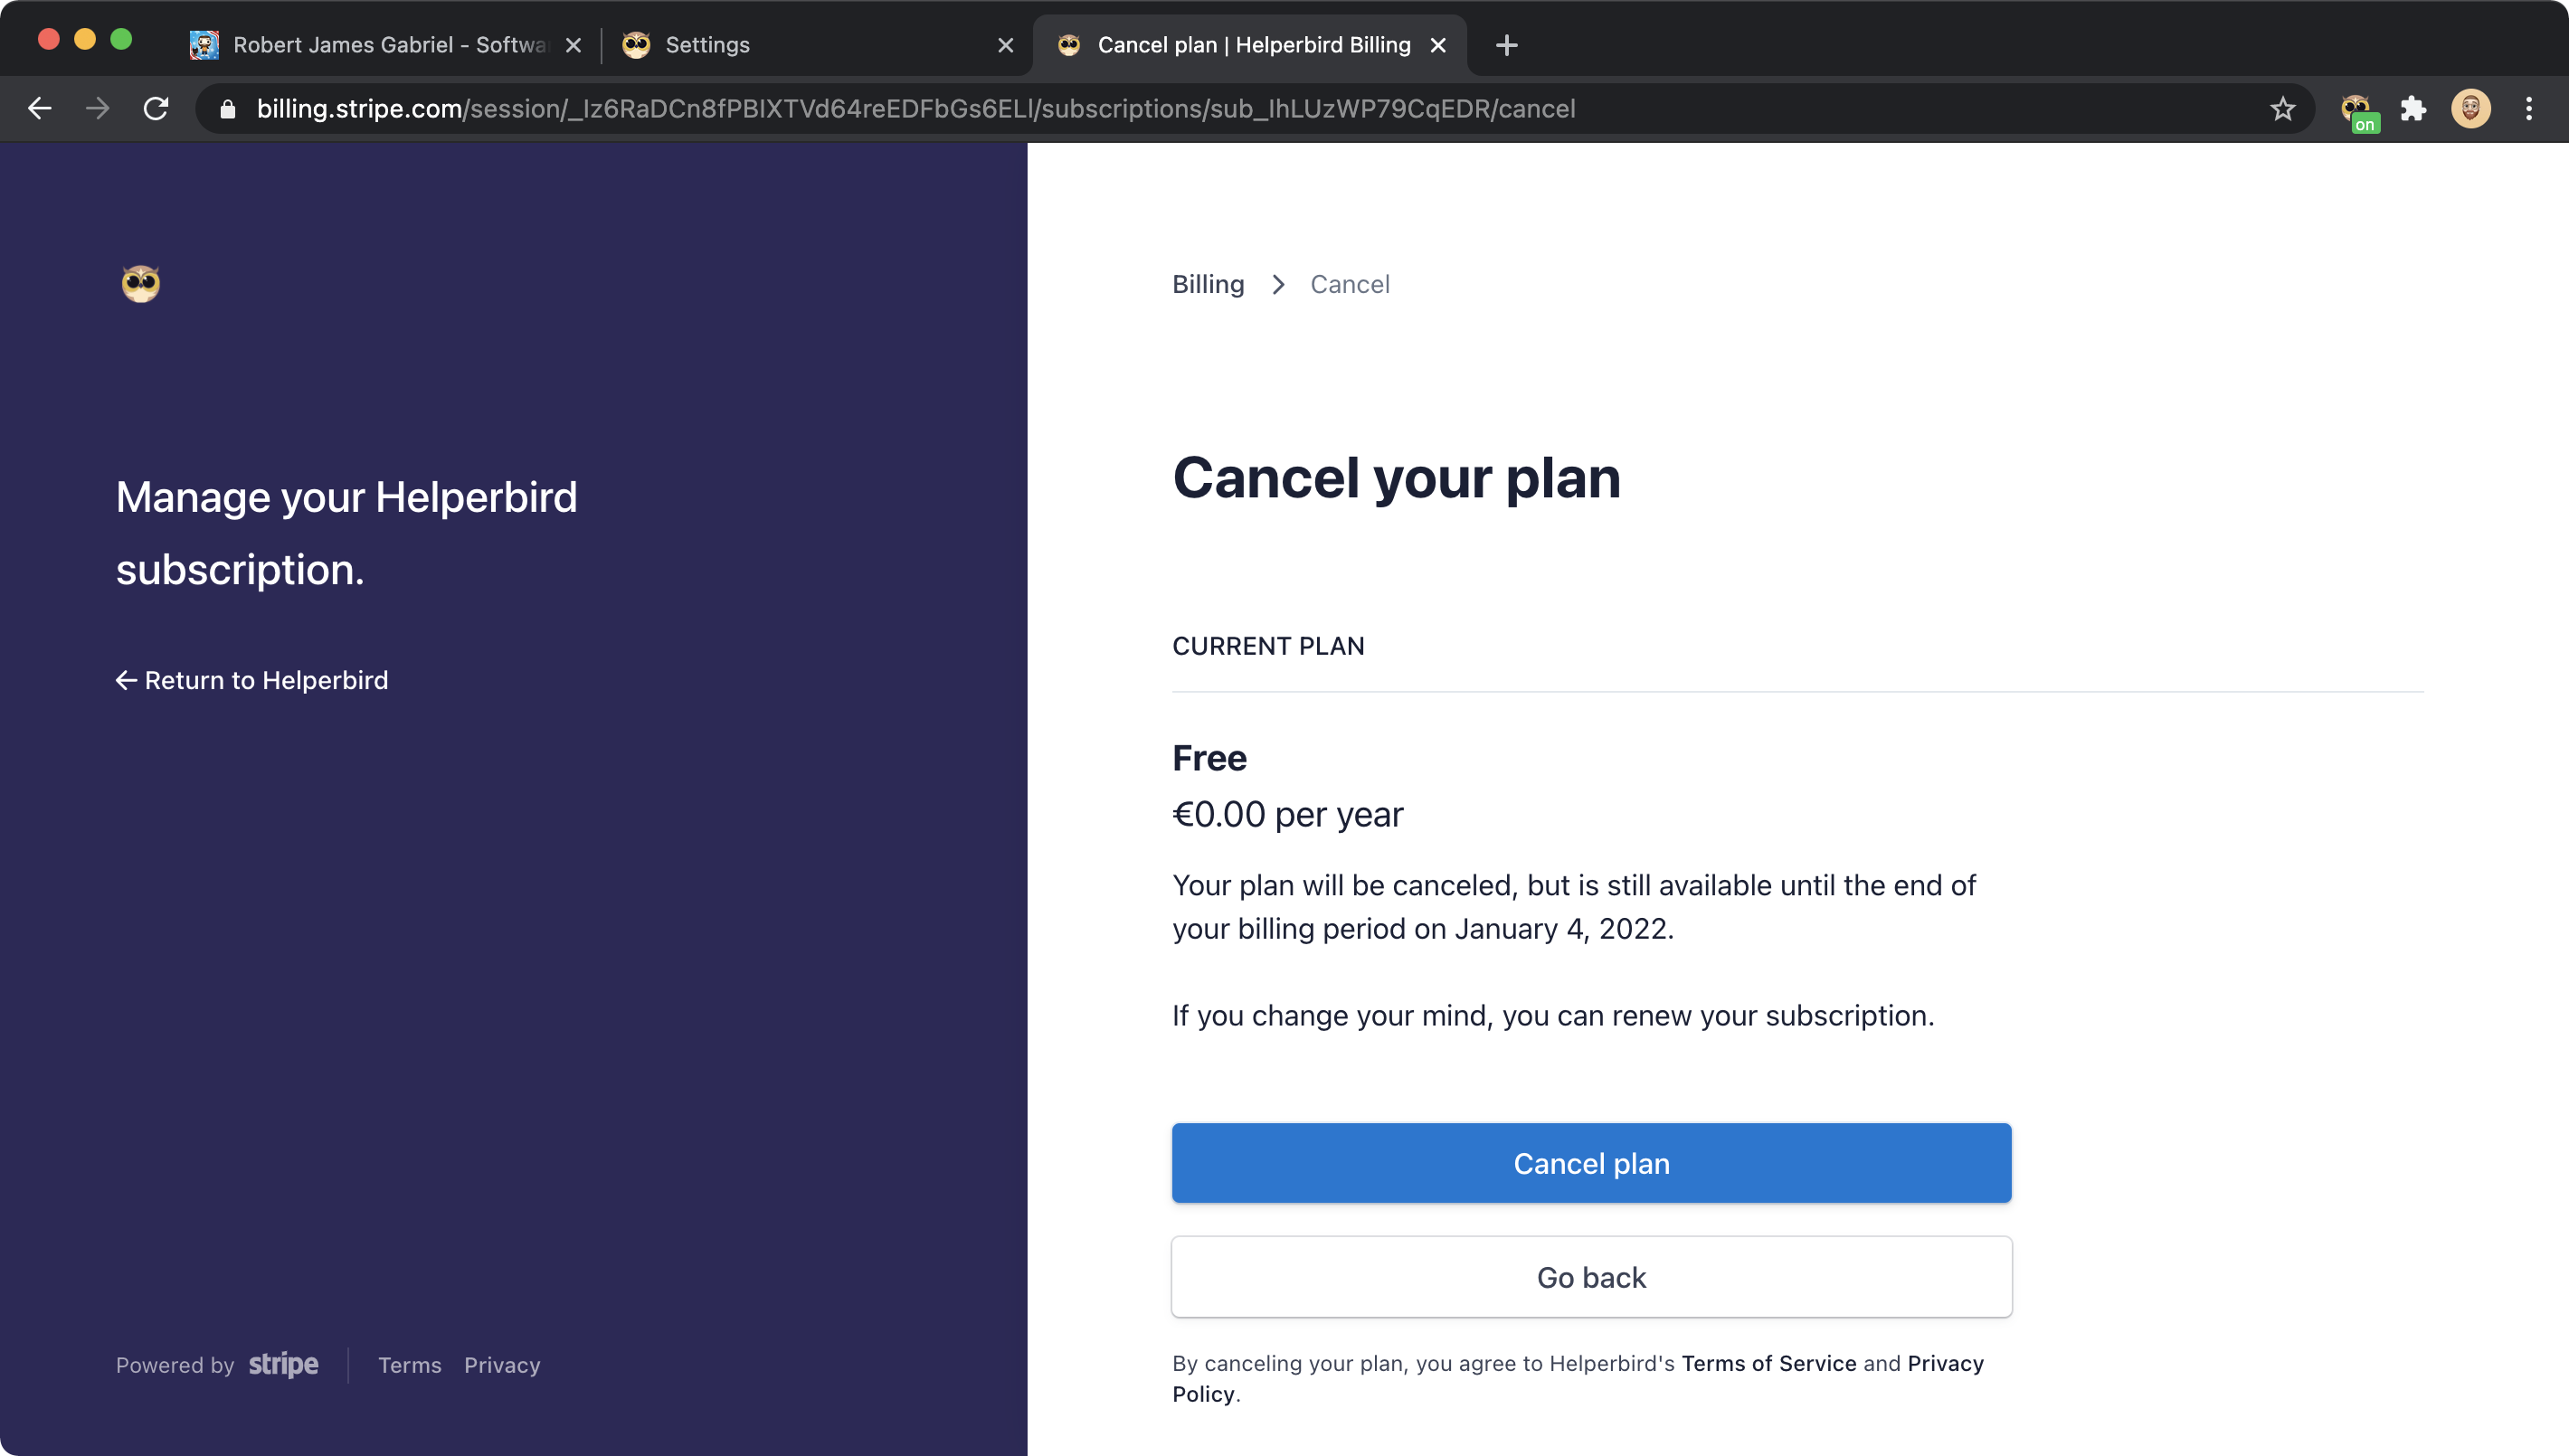 Robert James Gabriel - Softwa
Settings
Cancel plan | Helperbird Billing
billing.stripe.com/session/_Iz6RaDCn8fPBIXTVd64reEDFbGs6ELl/subscriptions/sub_IhLUzWP79CqEDR/cancel
on
Manage your Helperbird
subscription.
← Return to Helperbird
Powered by stripe
Terms Privacy
Billing > Cancel
Cancel your plan
CURRENT PLAN
Free
€0.00 per year
Your plan will be canceled, but is still available until the end of
your billing period on January 4, 2022.
If you change your mind, you can renew your subscription.
Cancel plan
Go back
By canceling your plan, you agree to Helperbird's Terms of Service and Privacy
Policy.